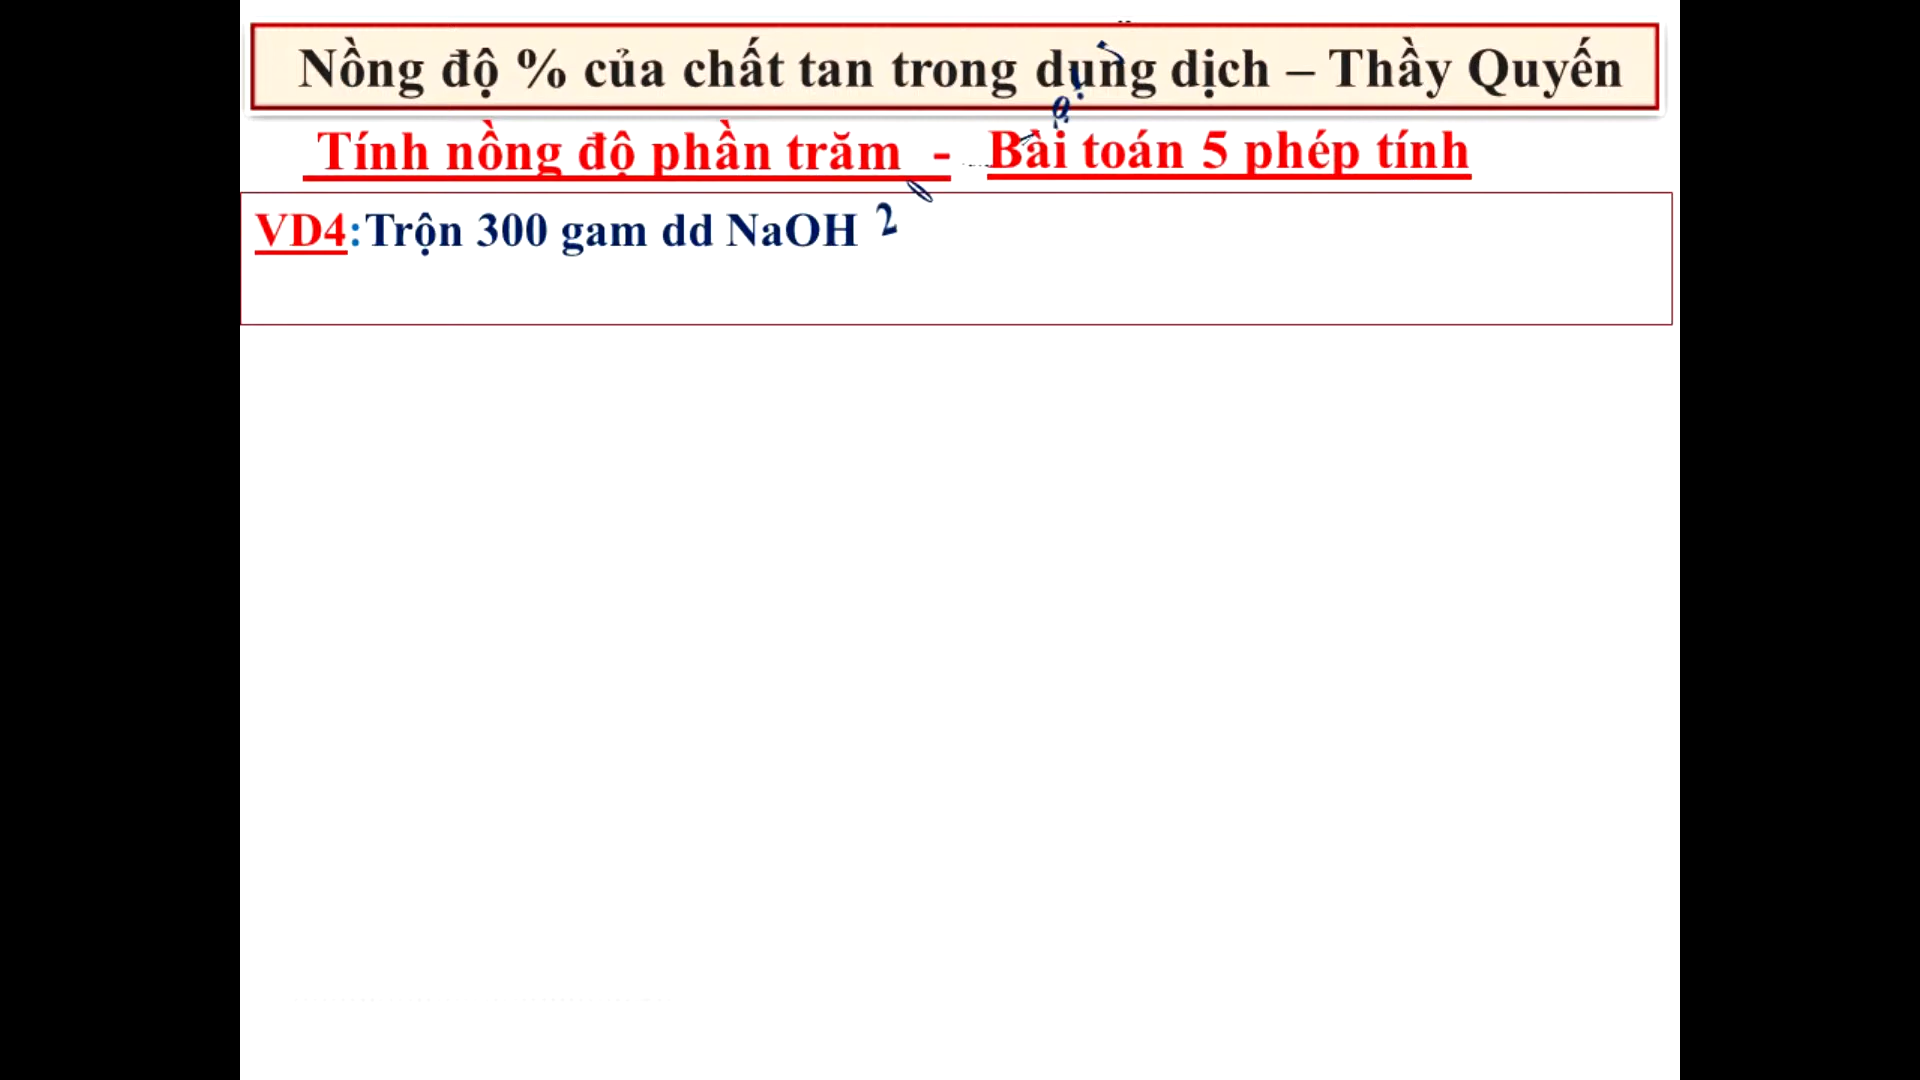 Nồng độ % của chất tan trong dụng dịch – Thầy Quyến
Tính nồng độ phần trăm - Bài toán 5 phép tính
VD4:Trộn 300 gam dd NaOH 2